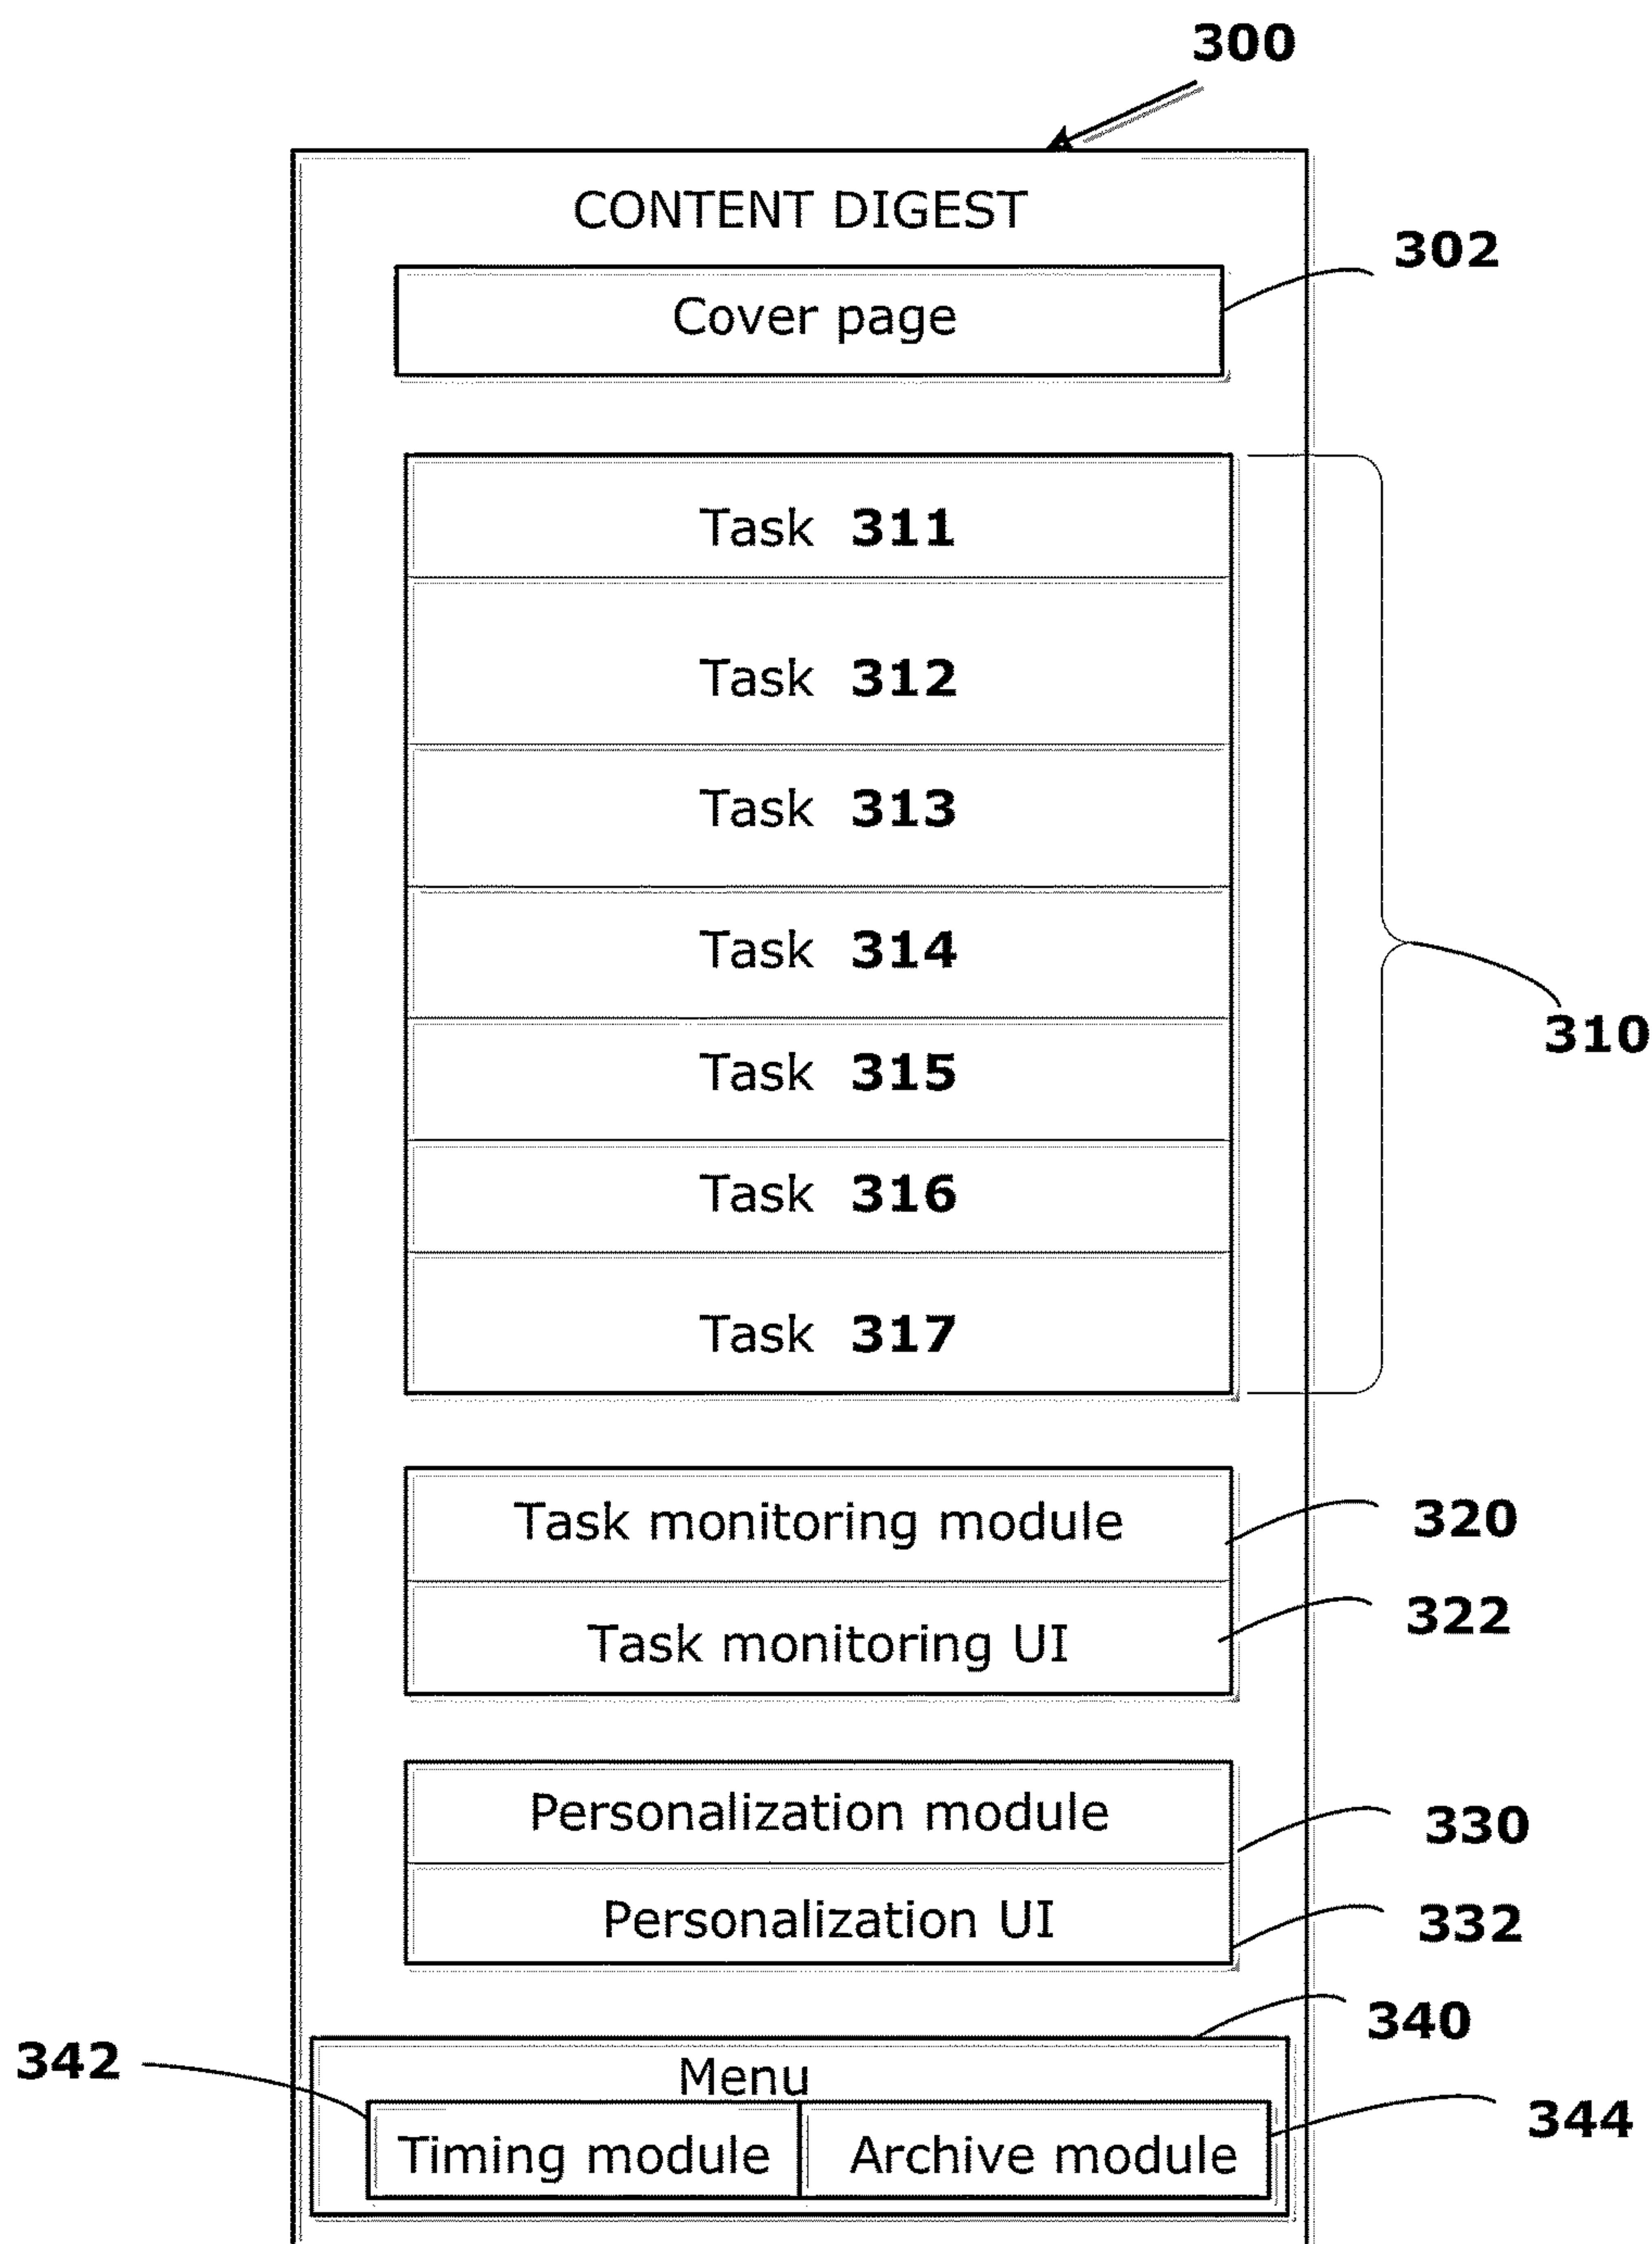 300
CONTENT DIGEST
302
Cover page
Task 311
Task 312
Task 313
Task 314
310
Task 315
Task 316
Task 317
Task monitoring module
320
Task monitoring UI
322
Personalization module
330
Personalization UI
332
340
342
Menu
344
Timing module
Archive module